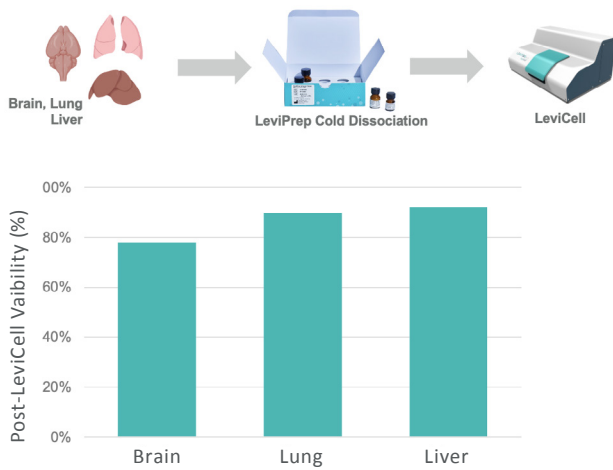 Brain, Lung
Liver
LeviPrep Cold Dissociation
LeviCell
Post-LeviCell Vaibility (%)
00%
80%
60%
40%
20%
0%
Brain
Lung
Liver